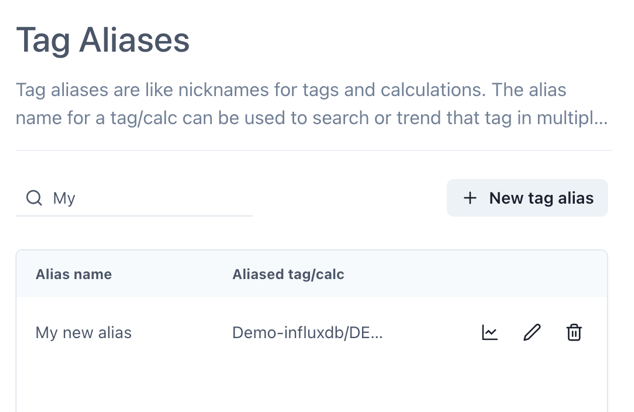 Tag Aliases
Tag aliases are like nicknames for tags and calculations. The alias
name for a tag/calc can be used to search or trend that tag in multipl...
My
New tag alias
Alias name Aliased tag/calc
My new alias Demo-influxdb/DE...